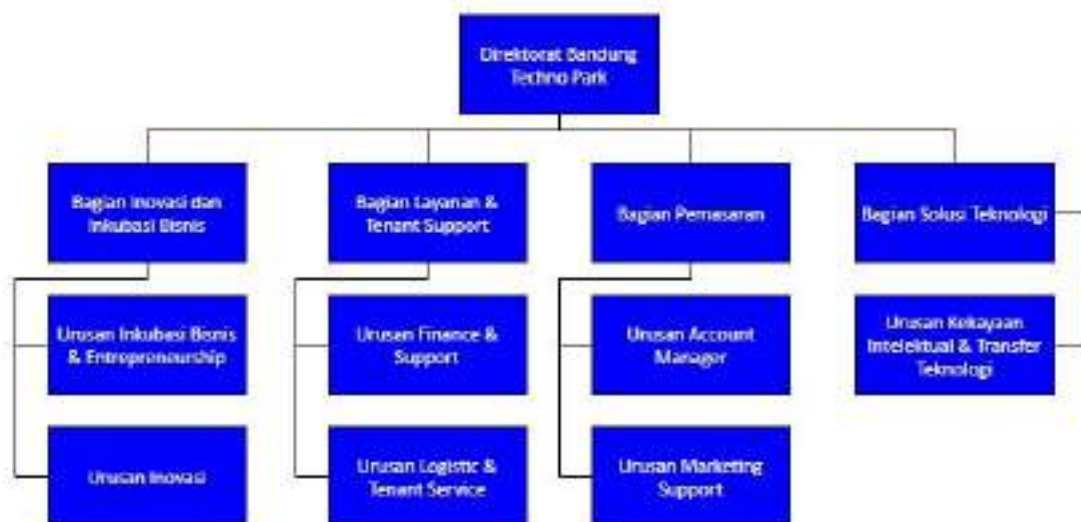 Direktorat Bandung
Techno Park
Bagian Inovasi dan
Inkubasi Bisnis
Bagian Layanan &
Tenant Support
Bagian Pemasaran
Bagian Solusi Teknologi
Urusan Inkubasi Bisnis
& Entrepreneurship
Urusan Finance &
Support
Urusan Account
Manager
Urusan Kekayaan
Intelektual & Transfer
Teknologi
Urusan Inovasi
Urusan Logistic &
Tenant Service
Urusan Marketing
Support